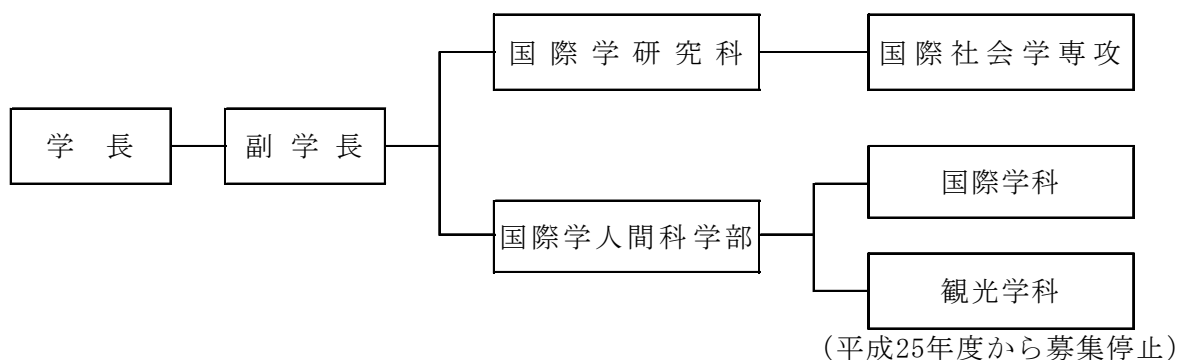 国際学研究科
国際社会学専攻
学長
副学長
国際学科
国際学人間科学部
観光学科
(平成25年度から募集停止)